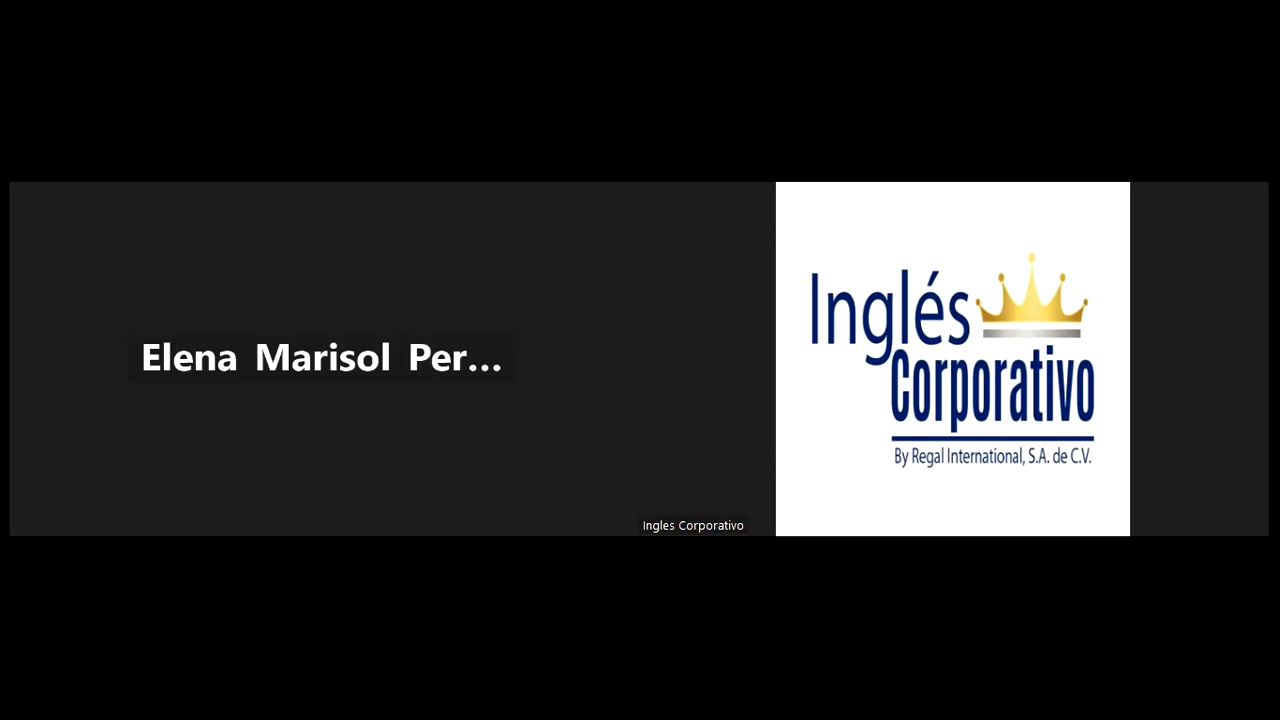 Elena Marisol Per...
Inglés
Corporativo
By Regal International, S.A. de C.V.
Ingles Corporativo